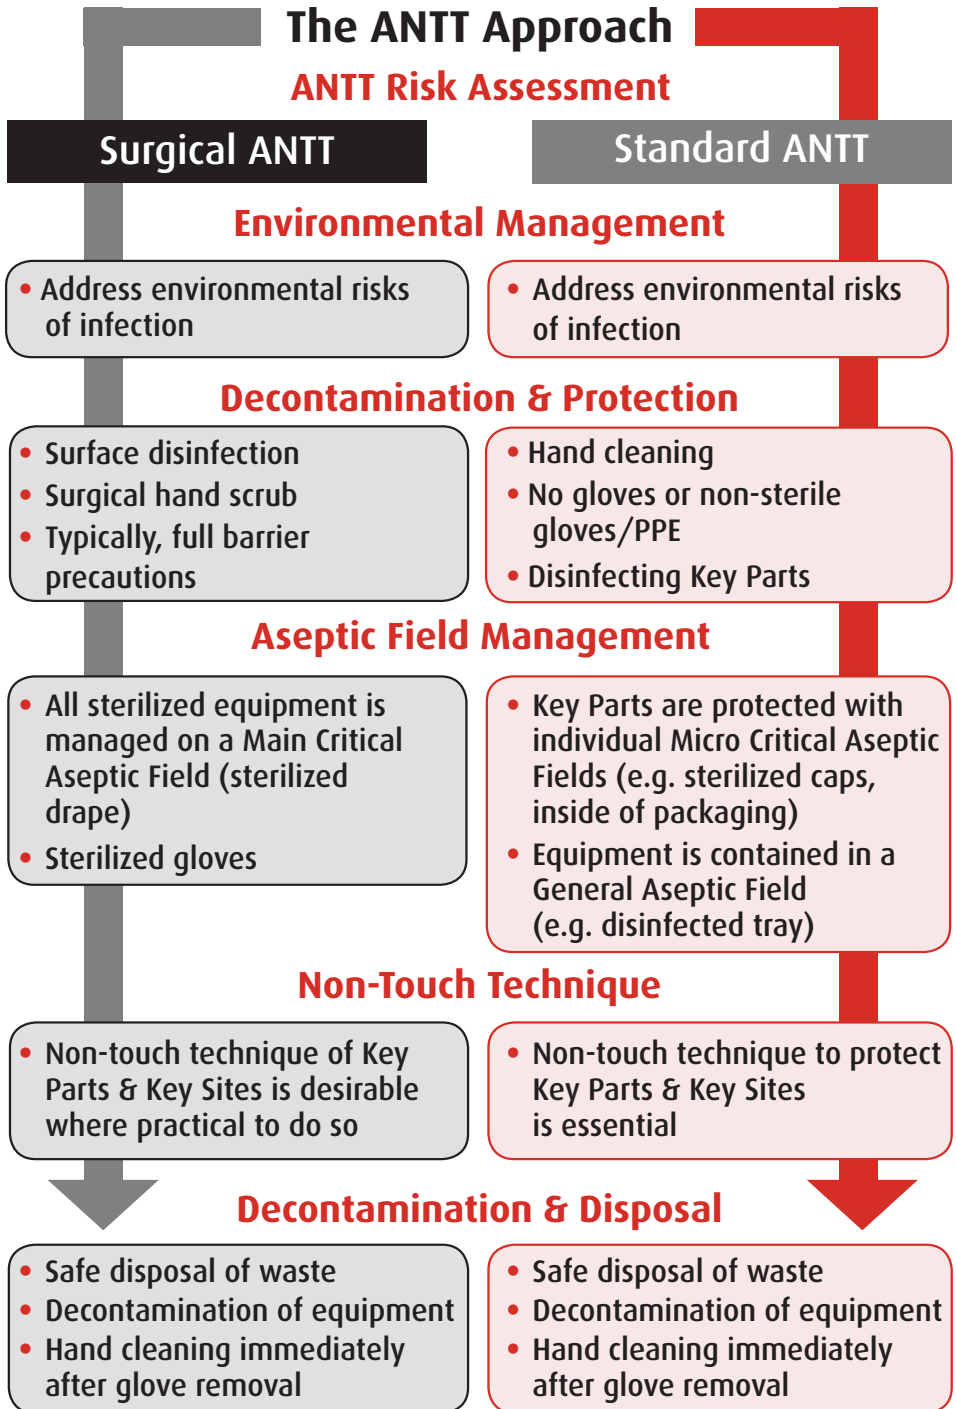 The ANTT Approach
ANTT Risk Assessment
Surgical ANTT
Standard ANTT
Environmental Management
• Address environmental risks
of infection
• Address environmental risks
of infection
Decontamination & Protection
• Surface disinfection
• Surgical hand scrub
• Typically, full barrier
precautions
• Hand cleaning
• No gloves or non-sterile
gloves/PPE
• Disinfecting Key Parts
Aseptic Field Management
• All sterilized equipment is
managed on a Main Critical
Aseptic Field (sterilized
drape)
• Sterilized gloves
• Key Parts are protected with
individual Micro Critical Aseptic
Fields (e.g. sterilized caps,
inside of packaging)
• Equipment is contained in a
General Aseptic Field
(e.g. disinfected tray)
Non-Touch Technique
• Non-touch technique of Key
Parts & Key Sites is desirable
where practical to do so
• Non-touch technique to protect
Key Parts & Key Sites
is essential
Decontamination & Disposal
• Safe disposal of waste
• Decontamination of equipment
• Hand cleaning immediately
after glove removal
• Safe disposal of waste
• Decontamination of equipment
• Hand cleaning immediately
after glove removal